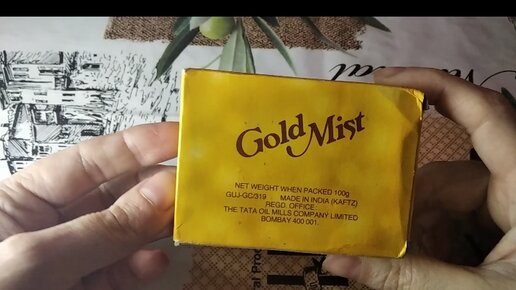 Gold Mist
NET WEIGHT WHEN PACKED 100g
GUJ-GC/319 MADE IN INDIA (KAFTZ)
REGD. OFFICE:
THE TATA OIL MILLS COMPANY LIMITED
BOMBAY 400 001.